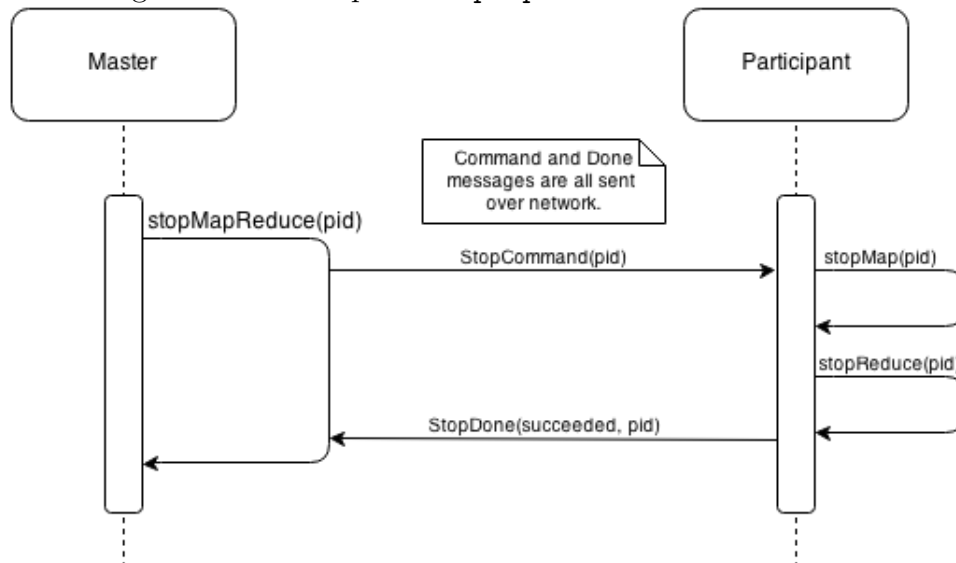 Master
Participant
Command and Done
messages are all sent
over network.
stopMapReduce(pid)
StopCommand(pid)
stopMap(pid)
stopReduce(pid)
StopDone(succeeded, pid)